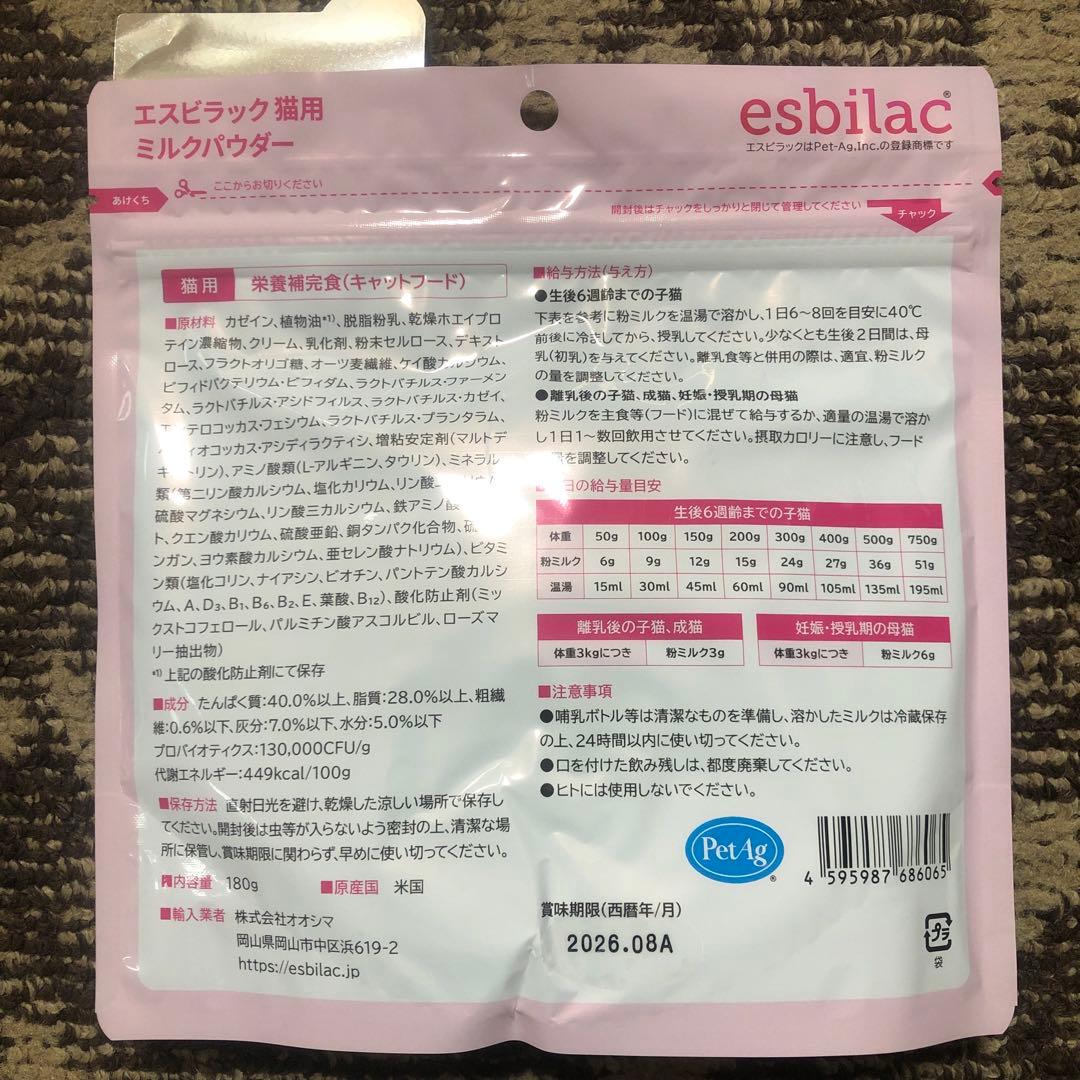 エスビラック 猫用
ミルクパウダー
esbilac®
エスビラックはPet-Ag,Inc.の登録商標です
あけくち
ここからお切りください
開封後はチャックをしっかりと閉じて管理してください
チャック
猫用 栄養補完食(キャットフード)
■原材料 カゼイン、植物油*1)、脱脂粉乳、乾燥ホエイプロ
テイン濃縮物、クリーム、乳化剤、粉末セルロース、デキスト
ロース、フラクトオリゴ糖、オーツ麦繊維、ケイ酸カルシウム、
ビフィドバクテリウム・ビフィダム、ラクトバチルス・ファーメン
タム、ラクトバチルス・アシドフィルス、ラクトバチルス・カゼイ、
エンテロコッカス・フェシウム、ラクトバチルス・プランタラム、
ィオコッカス・アシディラクティシ、増粘安定剤(マルトデ
キストリン)、アミノ酸類(L-アルギニン、タウリン)、ミネラル
類(第二リン酸カルシウム、塩化カリウム、リン酸
硫酸マグネシウム、リン酸三カルシウム、鉄アミノ酸
ト、クエン酸カリウム、硫酸亜鉛、銅タンパク化合物、硫
ンガン、ヨウ素酸カルシウム、亜セレン酸ナトリウム)、ビタミ
ン類(塩化コリン、ナイアシン、ビオチン、パントテン酸カルシ
ウム、A、D₃、B₁、B₆、B₂、E、葉酸、B₁₂)、酸化防止剤(ミッ
クストコフェロール、パルミチン酸アスコルビル、ローズマ
リー抽出物)
*1)上記の酸化防止剤にて保存
■成分 たんぱく質:40.0%以上、脂質:28.0%以上、粗繊
維:0.6%以下、灰分:7.0%以下、水分:5.0%以下
プロバイオティクス:130,000CFU/g
代謝エネルギー:449kcal/100g
■保存方法 直射日光を避け、乾燥した涼しい場所で保存し
てください。開封後は虫等が入らないよう密封の上、清潔な場
所に保管し、賞味期限に関わらず、早めに使い切ってください。
■内容量 180g ■原産国 米国
■輸入業者 株式会社オオシマ
岡山県岡山市中区浜619-2
https://esbilac.jp
■給与方法(与え方)
●生後6週齢までの子猫
下表を参考に粉ミルクを温湯で溶かし、1日6~8回を目安に40℃
前後に冷ましてから、授乳してください。少なくとも生後2日間は、母
乳(初乳)を与えてください。離乳食等と併用の際は、適宜、粉ミルク
の量を調整してください。
●離乳後の子猫、成猫、妊娠・授乳期の母猫
粉ミルクを主食等(フード)に混ぜて給与するか、適量の温湯で溶か
し1日1~数回飲用させてください。摂取カロリーに注意し、フード
量を調整してください。
日の給与量目安
生後6週齢までの子猫
体重 50g 100g 150g 200g 300g 400g 500g 750g
粉ミルク 6g 9g 12g 15g 24g 27g 36g 51g
温湯 15ml 30ml 45ml 60ml 90ml 105ml 135ml 195ml
離乳後の子猫、成猫 妊娠・授乳期の母猫
体重3kgにつき 粉ミルク3g 体重3kgにつき 粉ミルク6g
■注意事項
●哺乳ボトル等は清潔なものを準備し、溶かしたミルクは冷蔵保存
の上、24時間以内に使い切ってください。
●口を付けた飲み残しは、都度廃棄してください。
●ヒトには使用しないでください。
PetAg®
4 595987 686065
賞味期限(西暦年/月)
2026.08A
プラ
袋